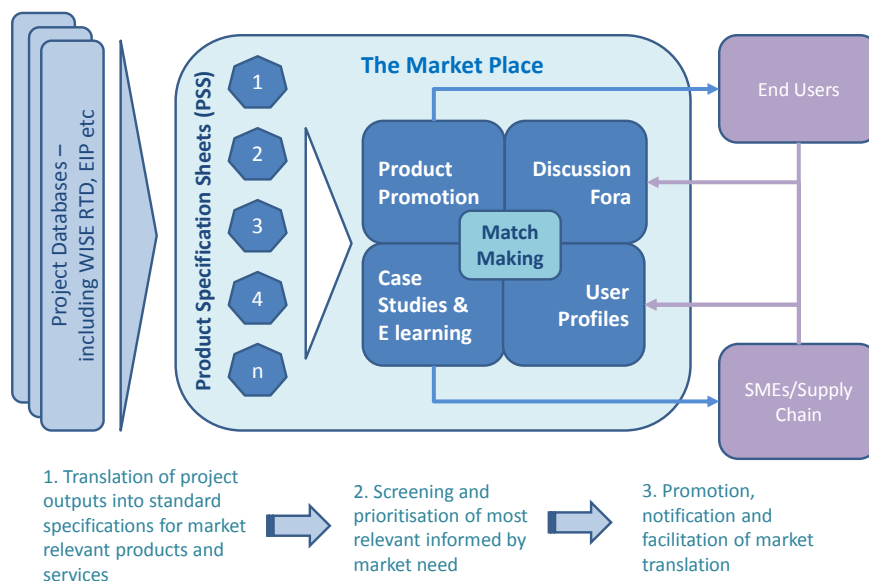 Project Databases –
including WISE RTD, EIP etc
Product Specification Sheets (PSS)
1
2
3
4
n
The Market Place
Product
Promotion
Discussion
Fora
Match
Making
Case
Studies &
E learning
User
Profiles
End Users
SMEs/Supply
Chain
1. Translation of project
outputs into standard
specifications for market
relevant products and
services
2. Screening and
prioritisation of most
relevant informed by
market need
3. Promotion,
notification and
facilitation of market
translation